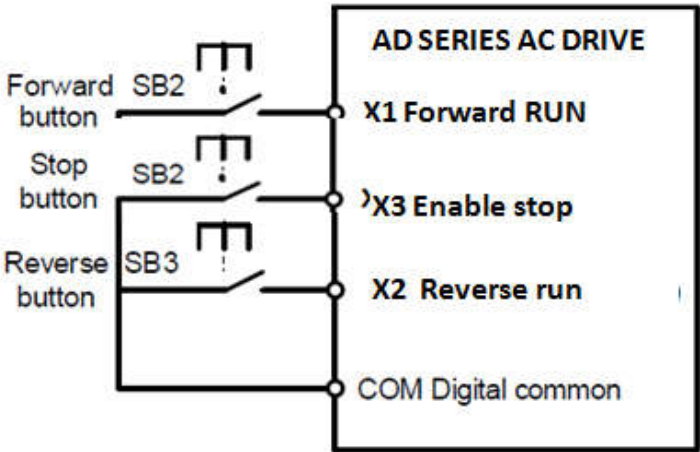 AD SERIES AC DRIVE
Forward button SB2
X1 Forward RUN
Stop button SB2
X3 Enable stop
Reverse button SB3
X2 Reverse run
COM Digital common